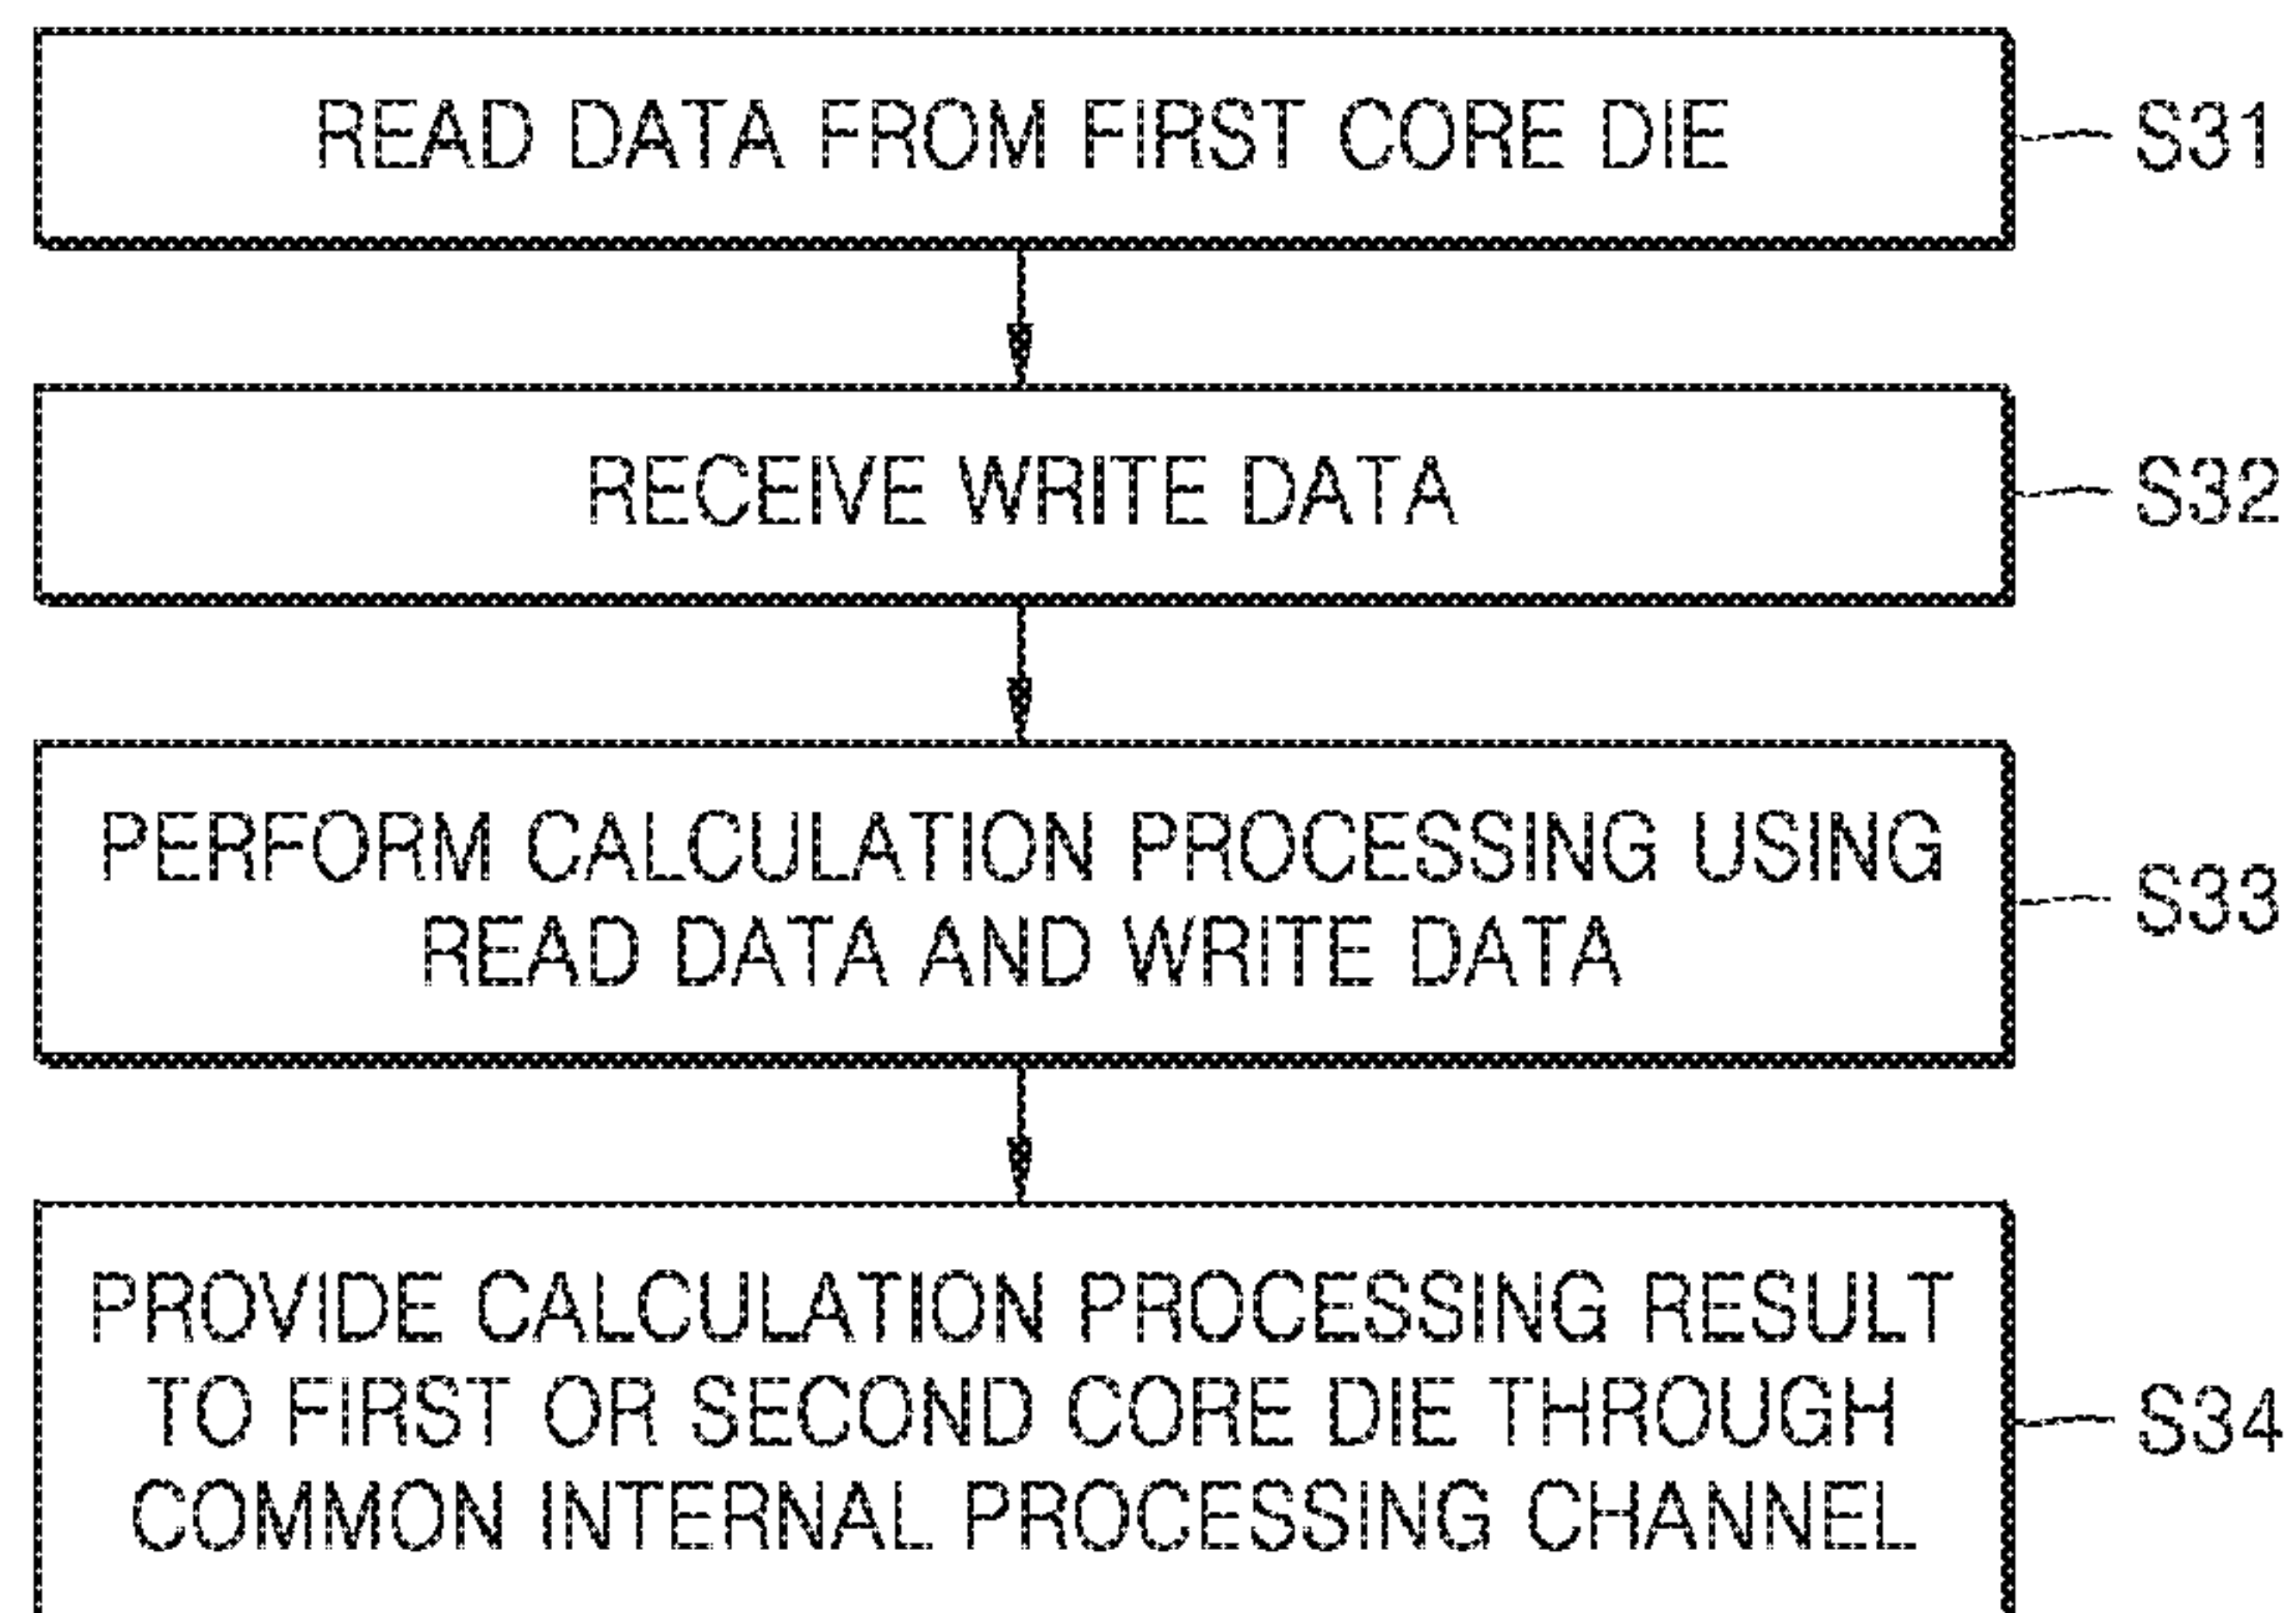 READ DATA FROM FIRST CORE DIE
S31
RECEIVE WRITE DATA
S32
PERFORM CALCULATION PROCESSING USING
READ DATA AND WRITE DATA
S33
PROVIDE CALCULATION PROCESSING RESULT
TO FIRST OR SECOND CORE DIE THROUGH
COMMON INTERNAL PROCESSING CHANNEL
S34